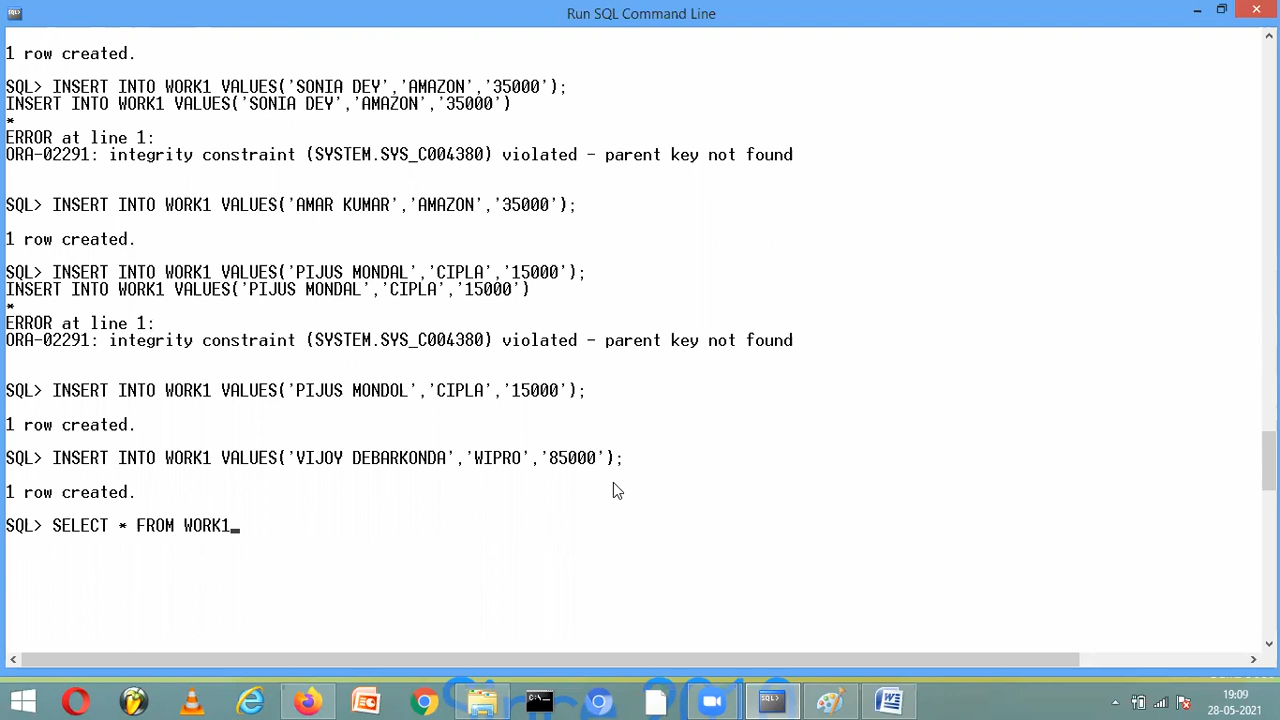 Run SQL Command Line
1 row created.
SQL> INSERT INTO WORK1 VALUES('SONIA DEY','AMAZON','35000');
INSERT INTO WORK1 VALUES('SONIA DEY','AMAZON','35000')
*
ERROR at line 1:
ORA-02291: integrity constraint (SYSTEM.SYS_C004380) violated - parent key not found
SQL> INSERT INTO WORK1 VALUES('AMAR KUMAR','AMAZON','35000');
1 row created.
SQL> INSERT INTO WORK1 VALUES('PIJUS MONDAL','CIPLA','15000');
INSERT INTO WORK1 VALUES('PIJUS MONDAL','CIPLA','15000')
*
ERROR at line 1:
ORA-02291: integrity constraint (SYSTEM.SYS_C004380) violated - parent key not found
SQL> INSERT INTO WORK1 VALUES('PIJUS MONDOL','CIPLA','15000');
1 row created.
SQL> INSERT INTO WORK1 VALUES('VIJOY DEBARKONDA','WIPRO','85000');
1 row created.
SQL> SELECT * FROM WORK1_
19:09
28-05-2021